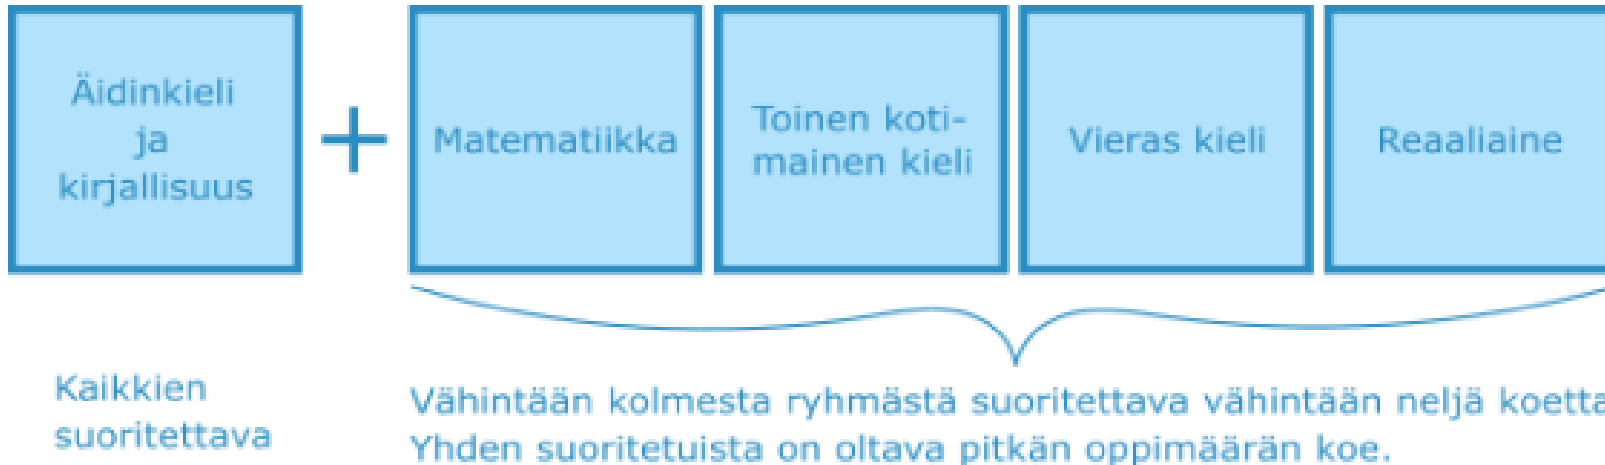 Äidinkieli
ja
kirjallisuus
+
Matematiikka
Toinen koti-
mainen kieli
Vieras kieli
Reaaliaine
Kaikkien
suoritettava
Vähintään kolmesta ryhmästä suoritettava vähintään neljä koetta
Yhden suoritetuista on oltava pitkän oppimäärän koe.